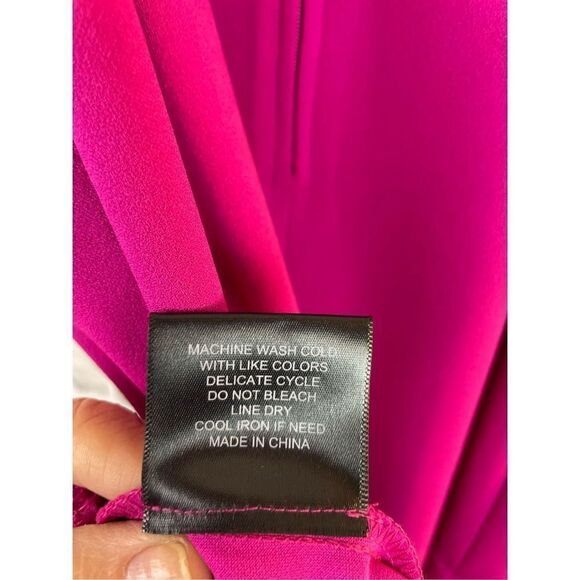 MACHINE WASH COLD
WITH LIKE COLORS
DELICATE CYCLE
DO NOT BLEACH
LINE DRY
COOL IRON IF NEED
MADE IN CHINA